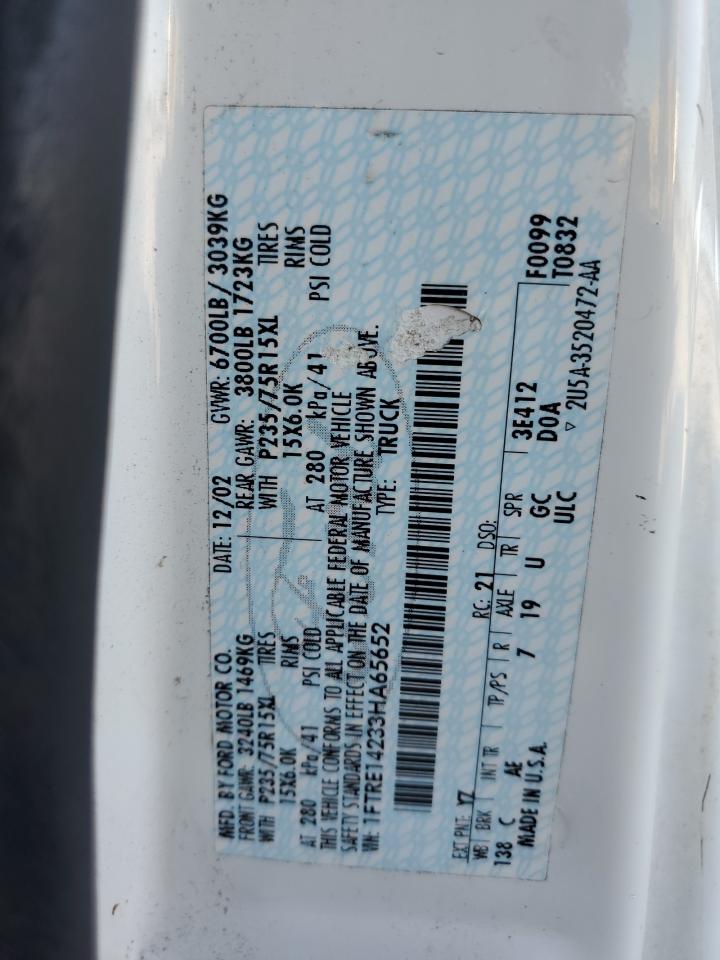 MFD. BY FORD MOTOR CO. DATE: 12/02 GVWR: 6700LB/ 3039KG
FRONT GAWR: 3240LB 1469KG REAR GAWR: 3800LB 1723KG
WITH P235/75R15XL TIRES WITH P235/75R15XL TIRES
15X6.0K RIMS 15X6.0K RIMS
AT 280 kPa/41 PSI COLD AT 280 kPa/41 PSI COLD
THIS VEHICLE CONFORMS TO ALL APPLICABLE FEDERAL MOTOR VEHICLE
SAFETY STANDARDS IN EFFECT ON THE DATE OF MANUFACTURE SHOWN ABOVE.
VIN: 1FTRE14233HA65652 TYPE: TRUCK
F0099
T0832
EXT PNT: YZ RC: 21 DSO:
WB BRK INT TR TP/PS R AXLE TR SPR 3E412
138 C AE 7 19 U GC D0A
MADE IN U.S.A. ULC ▽ 2U5A-3520472-AA